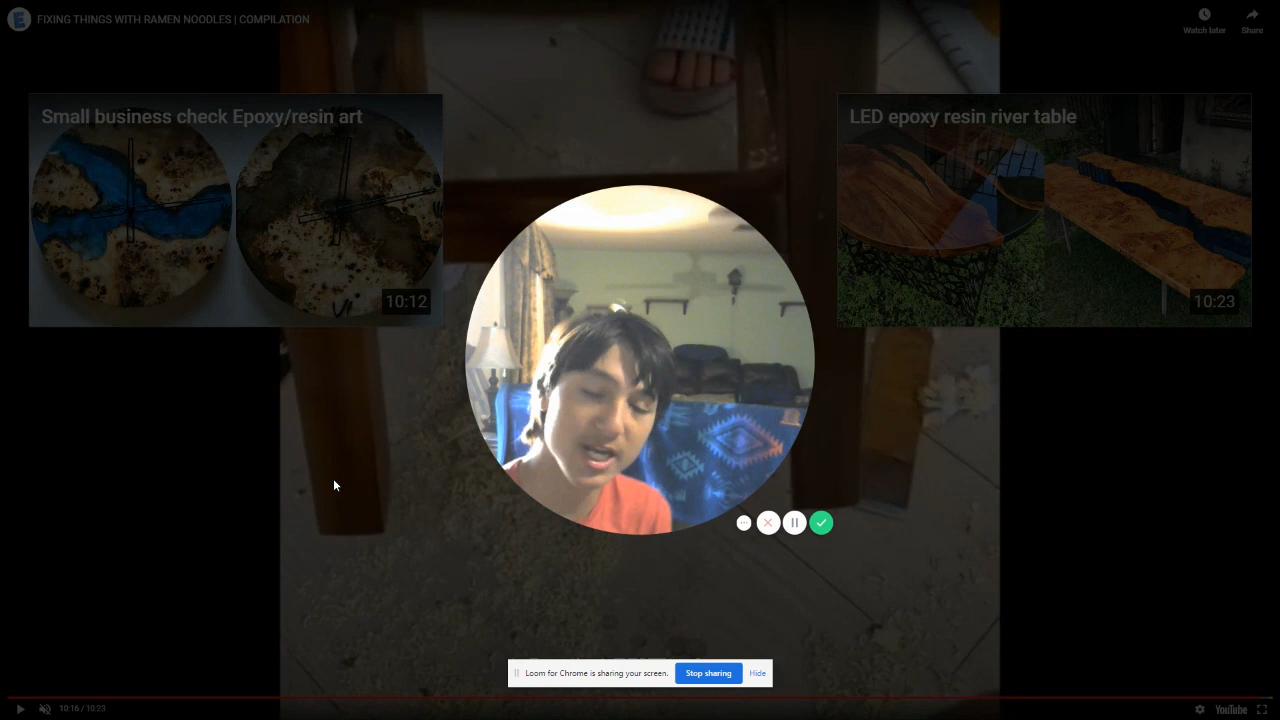 FIXING THINGS WITH RAMEN NOODLES | COMPILATION
Watch later
Share
Small business check Epoxy/resin art
10:12
LED epoxy resin river table
10:23
Loom for Chrome is sharing your screen.
Stop sharing
Hide
10:16 / 10:23
YouTube